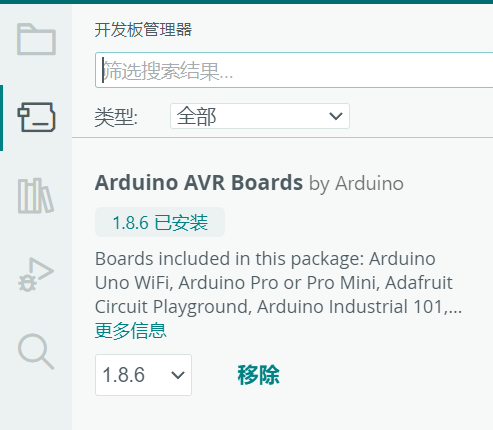 开发板管理器
筛选搜索结果...
类型:
全部
Arduino AVR Boards by Arduino
1.8.6 已安装
Boards included in this package: Arduino
Uno WiFi, Arduino Pro or Pro Mini, Adafruit
Circuit Playground, Arduino Industrial 101,...
更多信息
1.8.6
移除